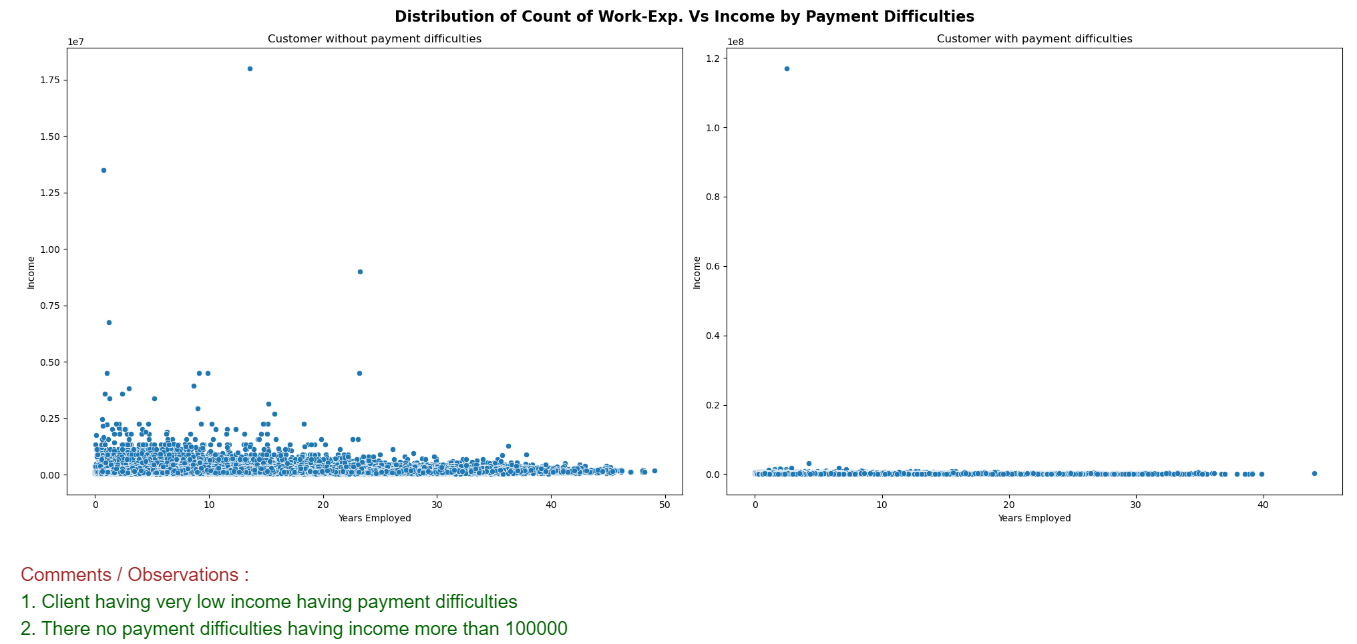 Distribution of Count of Work-Exp. Vs Income by Payment Difficulties
Customer without payment difficulties
1e7
1.75
1.50
1.25
1.00
0.75
0.50
0.25
0.00
Income
0 10 20 30 40 50
Years Employed
Customer with payment difficulties
1e8
1.2
1.0
0.8
0.6
0.4
0.2
0.0
Income
0 10 20 30 40
Years Employed
Comments / Observations :
1. Client having very low income having payment difficulties
2. There no payment difficulties having income more than 100000